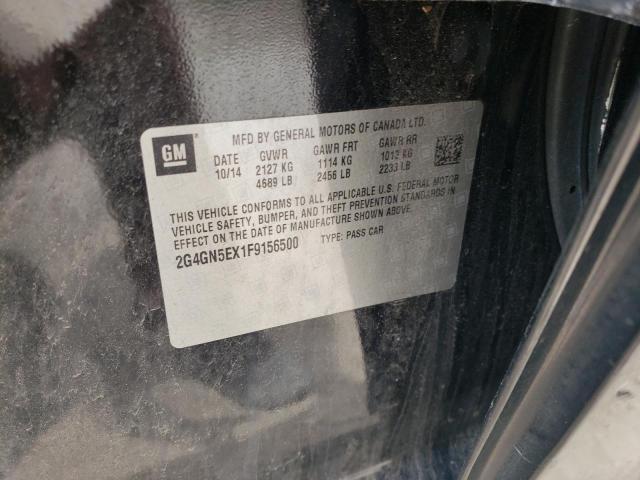 GM
MFD BY GENERAL MOTORS OF CANADA LTD.
DATE GVWR GAWR FRT GAWR RR
10/14 2127 KG 1114 KG 1013 KG
4689 LB 2456 LB 2233 LB
THIS VEHICLE CONFORMS TO ALL APPLICABLE U.S. FEDERAL MOTOR
VEHICLE SAFETY, BUMPER, AND THEFT PREVENTION STANDARDS IN
EFFECT ON THE DATE OF MANUFACTURE SHOWN ABOVE.
2G4GN5EX1F9156500 TYPE: PASS CAR